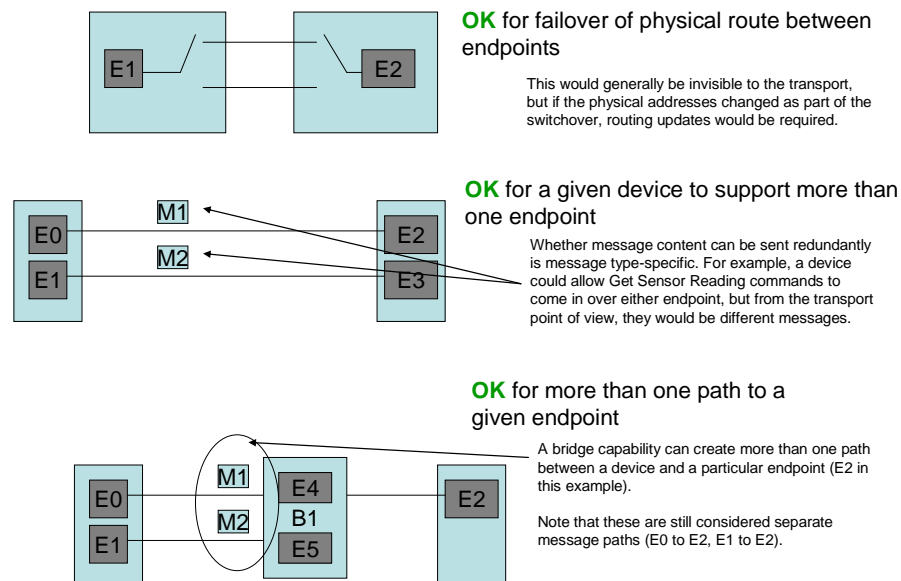 OK for failover of physical route between
endpoints
E1
E2
This would generally be invisible to the transport,
but if the physical addresses changed as part of the
switchover, routing updates would be required.
OK for a given device to support more than
one endpoint
M1
E0
E2
M2
E1
E3
Whether message content can be sent redundantly
is message type-specific. For example, a device
could allow Get Sensor Reading commands to
come in over either endpoint, but from the transport
point of view, they would be different messages.
OK for more than one path to a
given endpoint
A bridge capability can create more than one path
between a device and a particular endpoint (E2 in
this example).
Note that these are still considered separate
message paths (E0 to E2, E1 to E2).
M1
E0
E4
E2
M2
B1
E1
E5